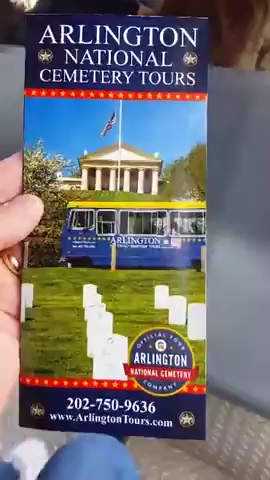 ARLINGTON
NATIONAL
CEMETERY TOURS
ARLINGTON
OFFICIAL TOUR
ARLINGTON
NATIONAL CEMETERY
COMPANY
202-750-9636
www.ArlingtonTours.com